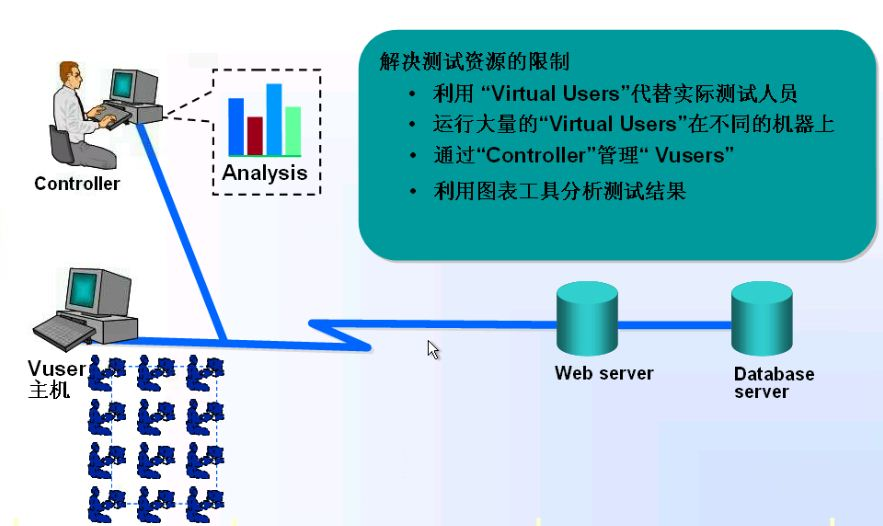 解决测试资源的限制
• 利用 “Virtual Users”代替实际测试人员
• 运行大量的“Virtual Users”在不同的机器上
• 通过“Controller”管理“ Vusers”
• 利用图表工具分析测试结果
Analysis
Controller
Vuser
主机
Web server
Database
server